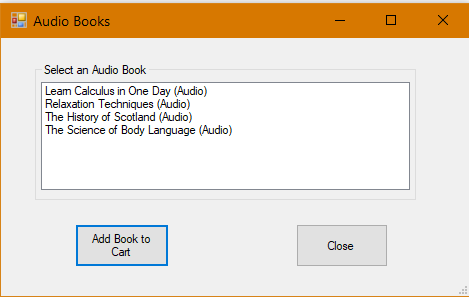 Audio Books
Select an Audio Book
Learn Calculus in One Day (Audio)
Relaxation Techniques (Audio)
The History of Scotland (Audio)
The Science of Body Language (Audio)
Add Book to
Cart
Close